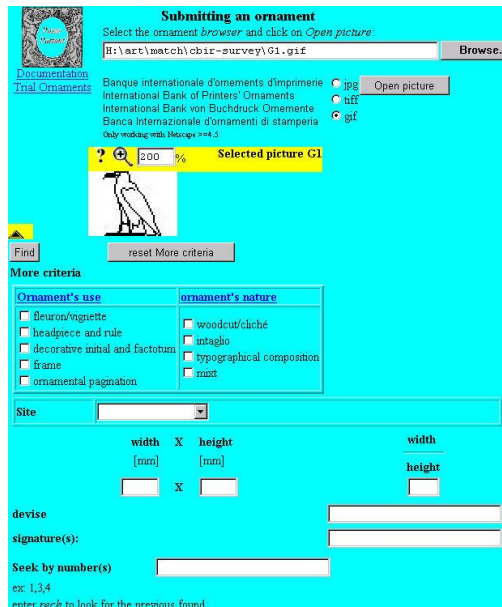 Submitting an ornament
Select the ornament browser and click on Open picture:
H:\art\match\cbir-survey\G1.gif
Browse.
Documentation
Trial Ornaments
Banque internationale d'ornements d'imprimerie
International Bank of Printers' Ornaments
International Bank von Buchdruck Ornemente
Banca Internazionale d'ornamenti di stamperia
Only working with Netscape >=4.5
jpg
tiff
gif
Open picture
? 200 % Selected picture G1
Find
reset More criteria
More criteria
Ornament's use
fleuron/vignette
headpiece and rule
decorative initial and factotum
frame
ornamental pagination
ornament's nature
woodcut/cliché
intaglio
typographical composition
mixt
Site
width X height
[mm] [mm]
X
width
height
devise
signature(s):
Seek by number(s)
ex: 1,3,4
enter rech to look for the previous found